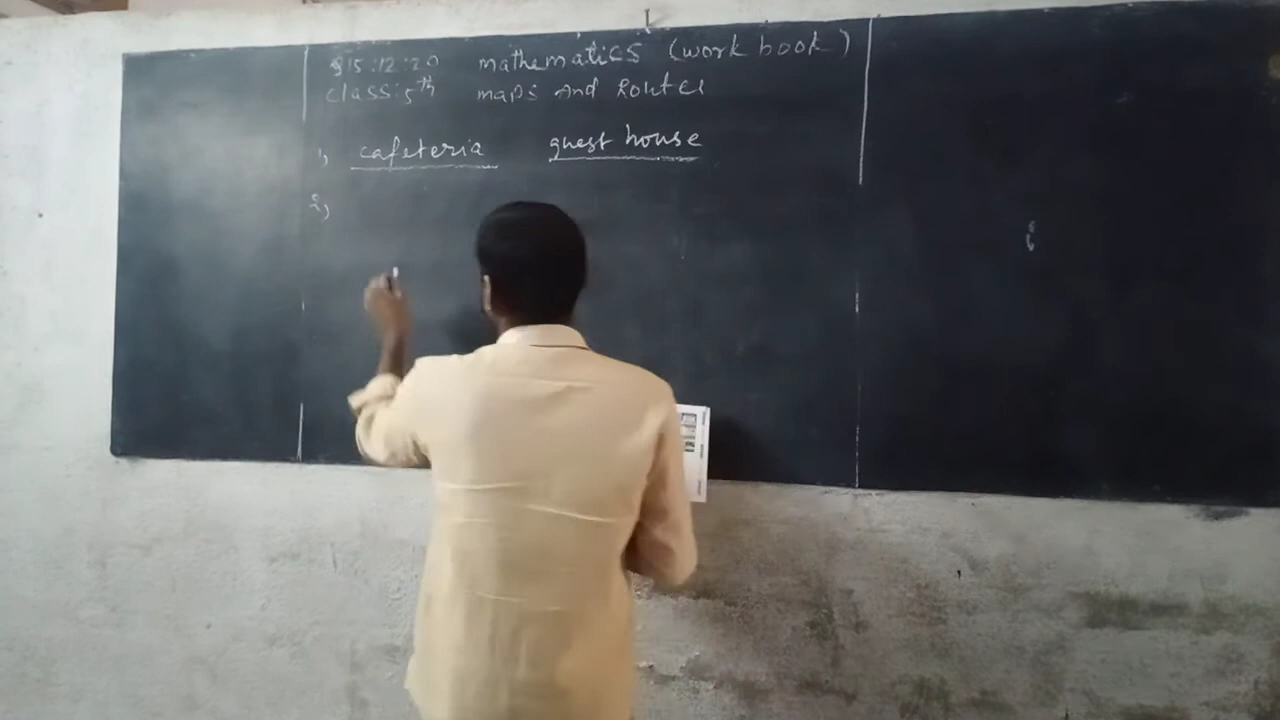 15:12:20 mathematics (work book)
class: 5th maps And Routes
1, cafeteria guest house
2,